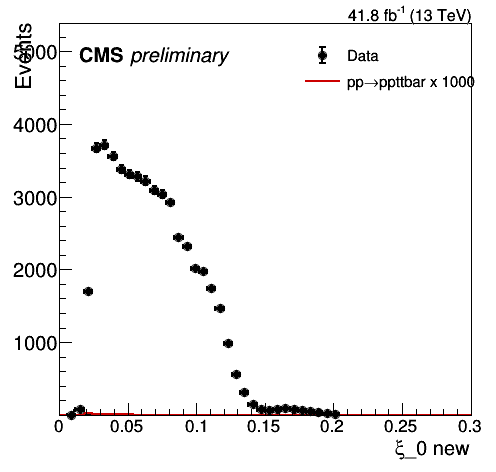 41.8 fb⁻¹ (13 TeV)
Events
CMS preliminary
Data
pp→ppttbar x 1000
5000
4000
3000
2000
1000
0 0.05 0.1 0.15 0.2 0.25 0.3
ξ_0 new